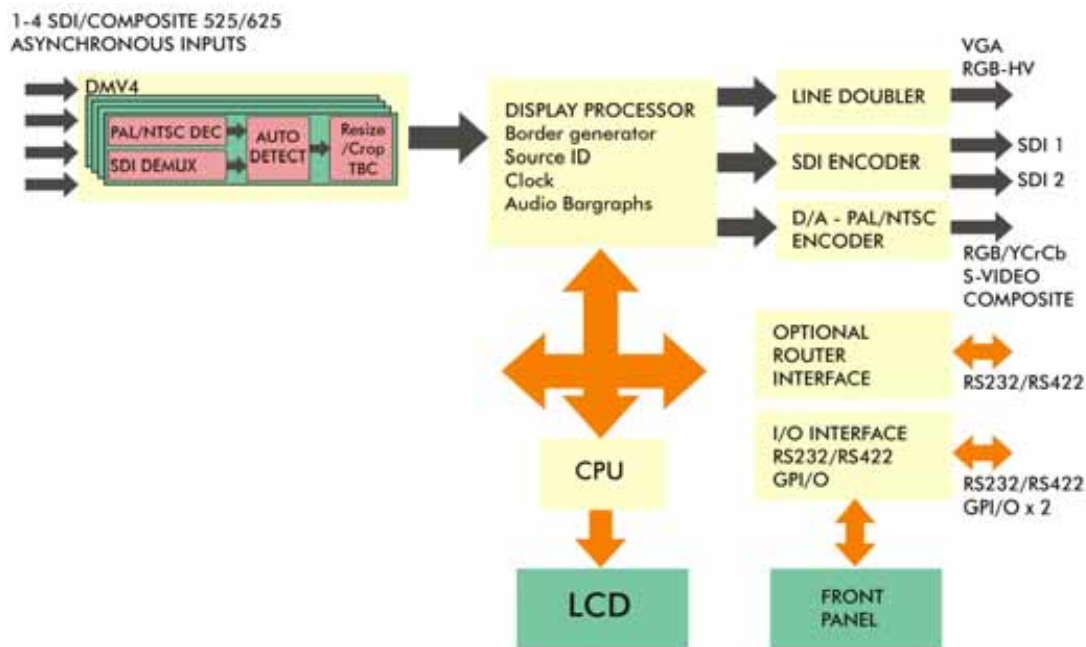 1-4 SDI/COMPOSITE 525/625
ASYNCHRONOUS INPUTS
DMV4
PAL/NTSC DEC
SDI DEMUX
AUTO
DETECT
Resize
/Crop
TBC
DISPLAY PROCESSOR
Border generator
Source ID
Clock
Audio Bargraphs
LINE DOUBLER
VGA
RGB-HV
SDI ENCODER
SDI 1
SDI 2
D/A - PAL/NTSC
ENCODER
RGB/YCrCb
S-VIDEO
COMPOSITE
OPTIONAL
ROUTER
INTERFACE
RS232/RS422
I/O INTERFACE
RS232/RS422
GPI/O
RS232/RS422
GPI/O x 2
CPU
LCD
FRONT
PANEL